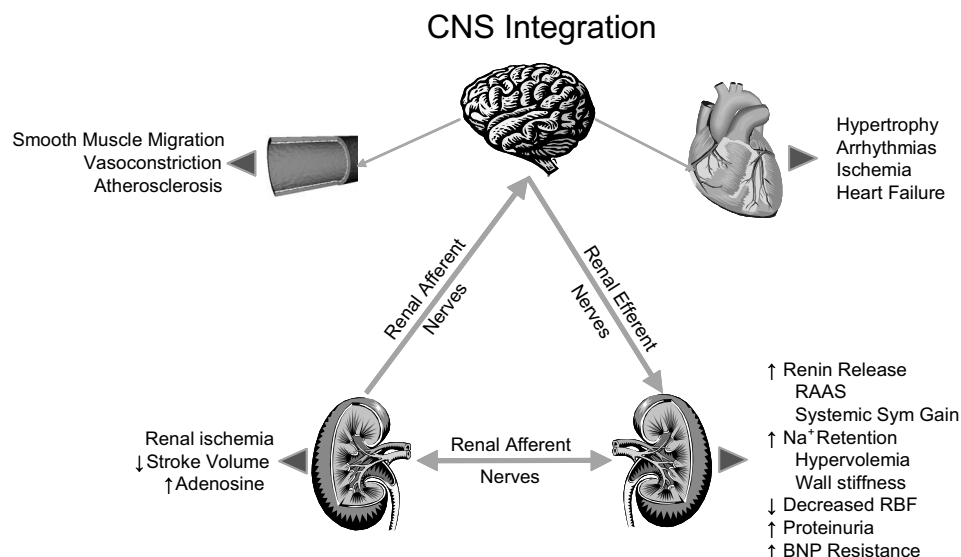 CNS Integration
Smooth Muscle Migration
Vasoconstriction
Atherosclerosis
Hypertrophy
Arrhythmias
Ischemia
Heart Failure
Renal Afferent
Nerves
Renal Efferent
Nerves
Renal ischemia
↓Stroke Volume
↑Adenosine
Renal Afferent
Nerves
↑ Renin Release
RAAS
Systemic Sym Gain
↑ Na⁺Retention
Hypervolemia
Wall stiffness
↓ Decreased RBF
↑ Proteinuria
↑ BNP Resistance